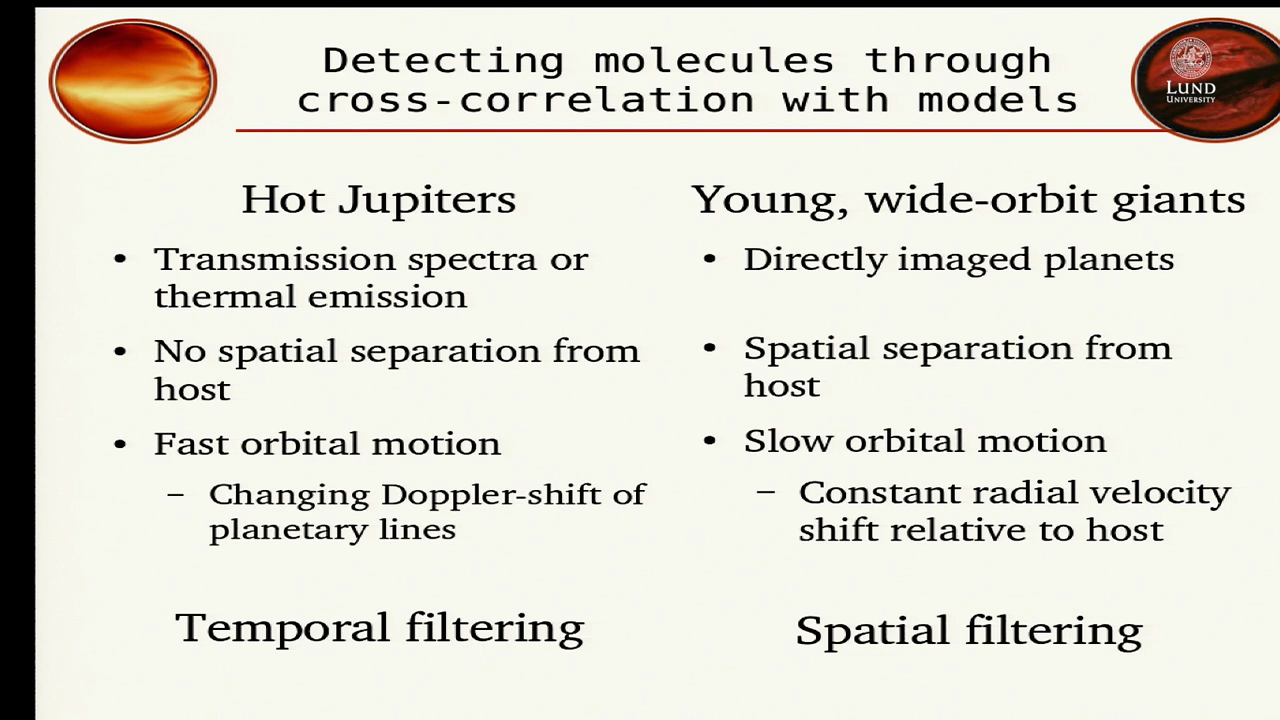 Detecting molecules through
cross-correlation with models
LUND
UNIVERSITY
Hot Jupiters
• Transmission spectra or
thermal emission
• No spatial separation from
host
• Fast orbital motion
– Changing Doppler-shift of
planetary lines
Temporal filtering
Young, wide-orbit giants
• Directly imaged planets
• Spatial separation from
host
• Slow orbital motion
– Constant radial velocity
shift relative to host
Spatial filtering